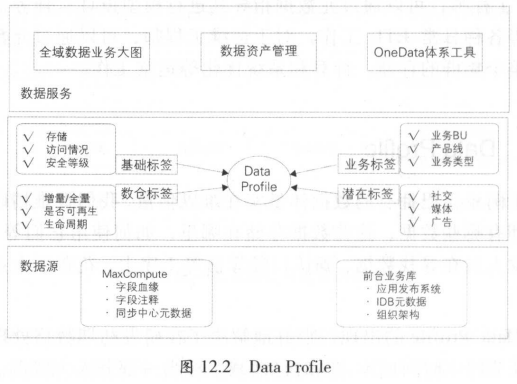 全域数据业务大图
数据资产管理
OneData体系工具
数据服务
√ 存储
√ 访问情况
√ 安全等级
基础标签
√ 增量/全量
√ 是否可再生
√ 生命周期
数仓标签
Data
Profile
业务标签
√ 业务BU
√ 产品线
√ 业务类型
潜在标签
√ 社交
√ 媒体
√ 广告
数据源
MaxCompute
· 字段血缘
· 字段注释
· 同步中心元数据
前台业务库
· 应用发布系统
· IDB元数据
· 组织架构
图 12.2 Data Profile